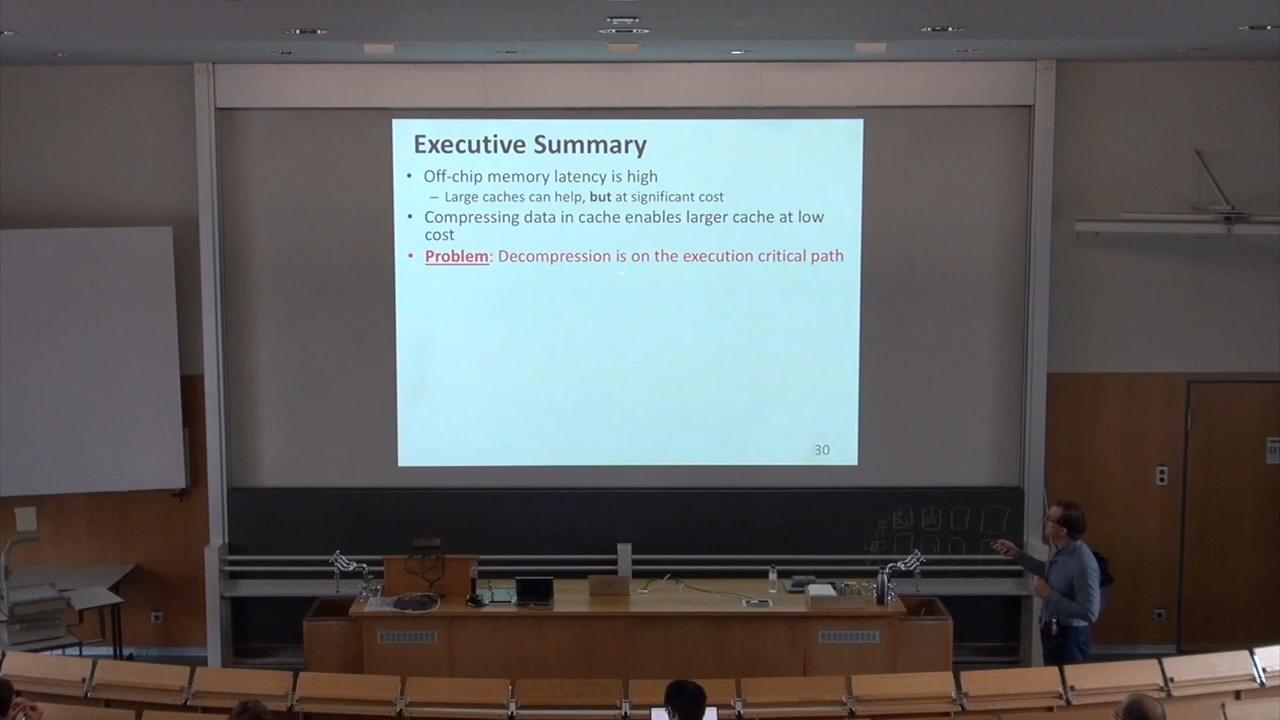 Executive Summary
• Off-chip memory latency is high
– Large caches can help, but at significant cost
• Compressing data in cache enables larger cache at low
cost
• Problem: Decompression is on the execution critical path
30